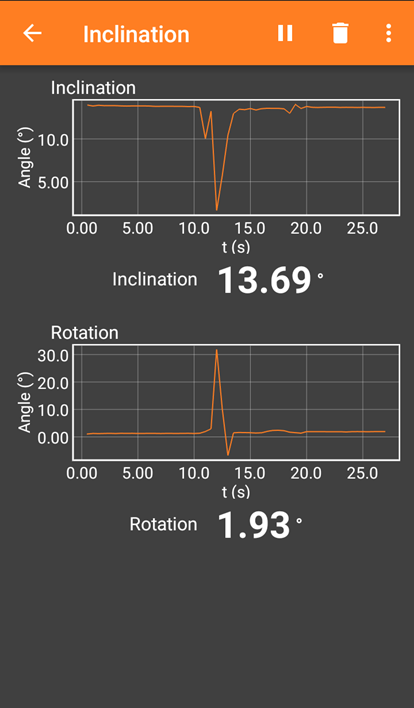 Inclination
Inclination
Angle (°)
10.0
5.00
0.00 5.00 10.0 15.0 20.0 25.0
t (s)
Inclination 13.69 °
Rotation
Angle (°)
30.0
20.0
10.0
0.00
0.00 5.00 10.0 15.0 20.0 25.0
t (s)
Rotation 1.93 °